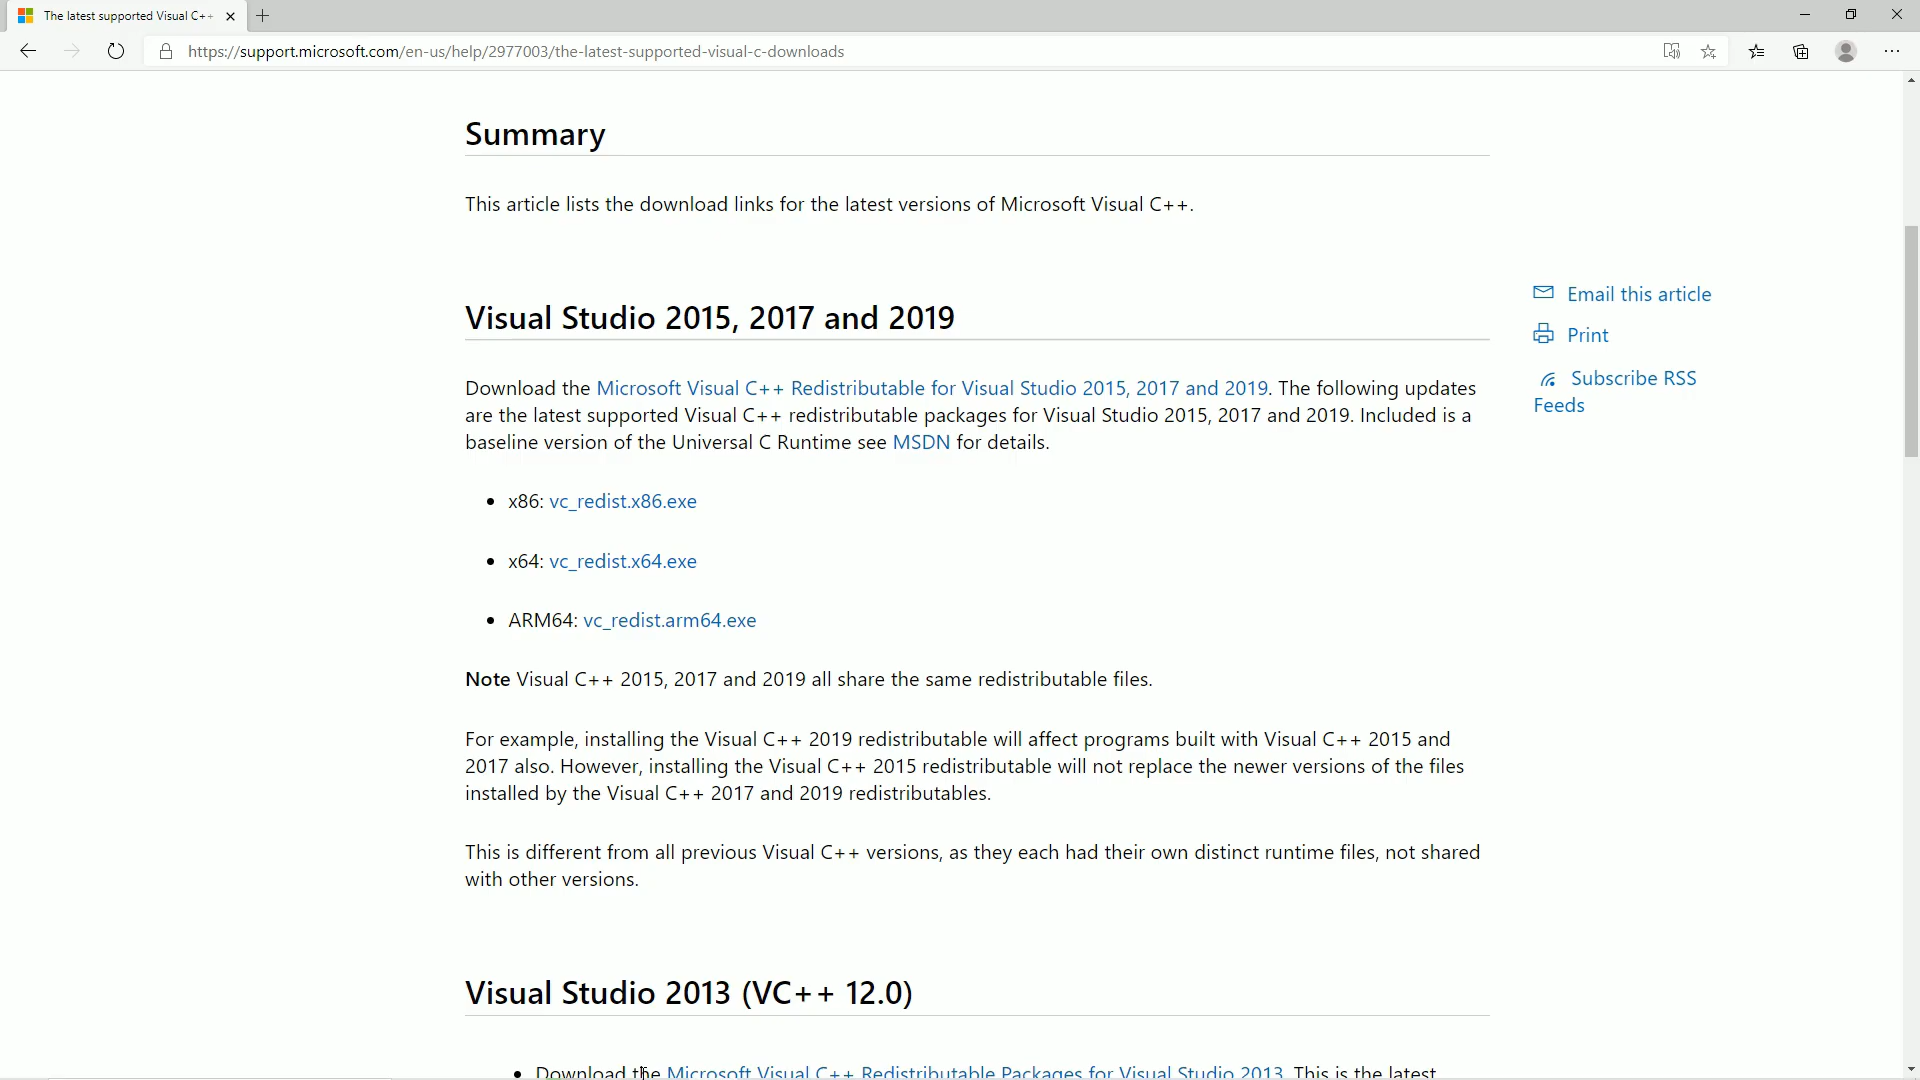 The latest supported Visual C++
https://support.microsoft.com/en-us/help/2977003/the-latest-supported-visual-c-downloads
Summary
This article lists the download links for the latest versions of Microsoft Visual C++.
Email this article
Print
Subscribe RSS
Feeds
Visual Studio 2015, 2017 and 2019
Download the Microsoft Visual C++ Redistributable for Visual Studio 2015, 2017 and 2019. The following updates
are the latest supported Visual C++ redistributable packages for Visual Studio 2015, 2017 and 2019. Included is a
baseline version of the Universal C Runtime see MSDN for details.
• x86: vc_redist.x86.exe
• x64: vc_redist.x64.exe
• ARM64: vc_redist.arm64.exe
Note Visual C++ 2015, 2017 and 2019 all share the same redistributable files.
For example, installing the Visual C++ 2019 redistributable will affect programs built with Visual C++ 2015 and
2017 also. However, installing the Visual C++ 2015 redistributable will not replace the newer versions of the files
installed by the Visual C++ 2017 and 2019 redistributables.
This is different from all previous Visual C++ versions, as they each had their own distinct runtime files, not shared
with other versions.
Visual Studio 2013 (VC++ 12.0)
• Download the Microsoft Visual C++ Redistributable Packages for Visual Studio 2013. This is the latest